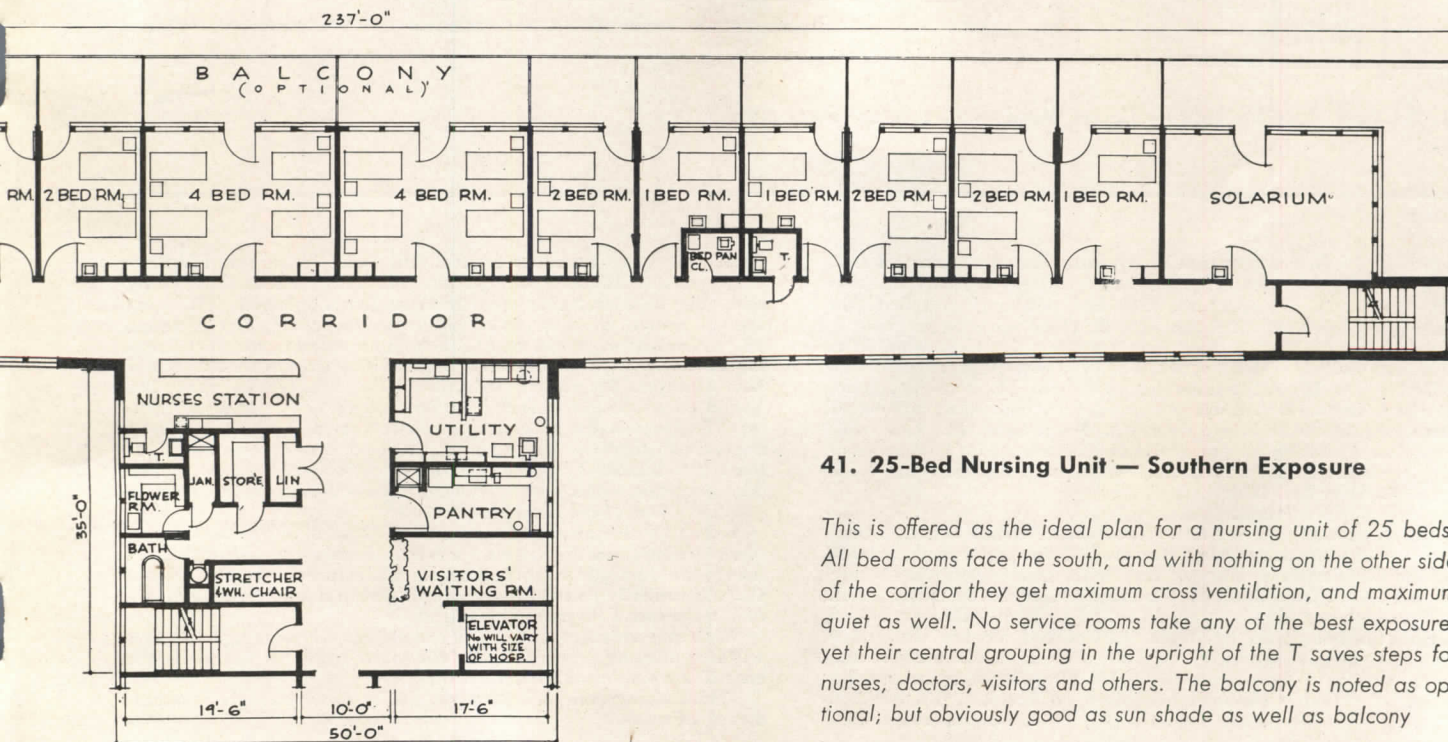 237'-0"
BALCONY
(OPTIONAL)
RM.
2 BED RM.
4 BED RM.
4 BED RM.
2 BED RM.
1 BED RM.
1 BED RM.
2 BED RM.
2 BED RM.
1 BED RM.
SOLARIUM
BED PAN
CL.
T.
CORRIDOR
NURSES STATION
UTILITY
T.
JAN.
STOR'E
LIN
FLOWER
RM.
PANTRY
35'-0"
BATH
STRETCHER
&WH. CHAIR
VISITORS'
WAITING RM.
ELEVATOR
No WILL VARY
WITH SIZE
OF HOSP.
19'-6"
10'-0"
17'-6"
50'-0"
41. 25-Bed Nursing Unit — Southern Exposure
This is offered as the ideal plan for a nursing unit of 25 beds
All bed rooms face the south, and with nothing on the other sid
of the corridor they get maximum cross ventilation, and maximur
quiet as well. No service rooms take any of the best exposure
yet their central grouping in the upright of the T saves steps fo
nurses, doctors, visitors and others. The balcony is noted as op
tional; but obviously good as sun shade as well as balcony